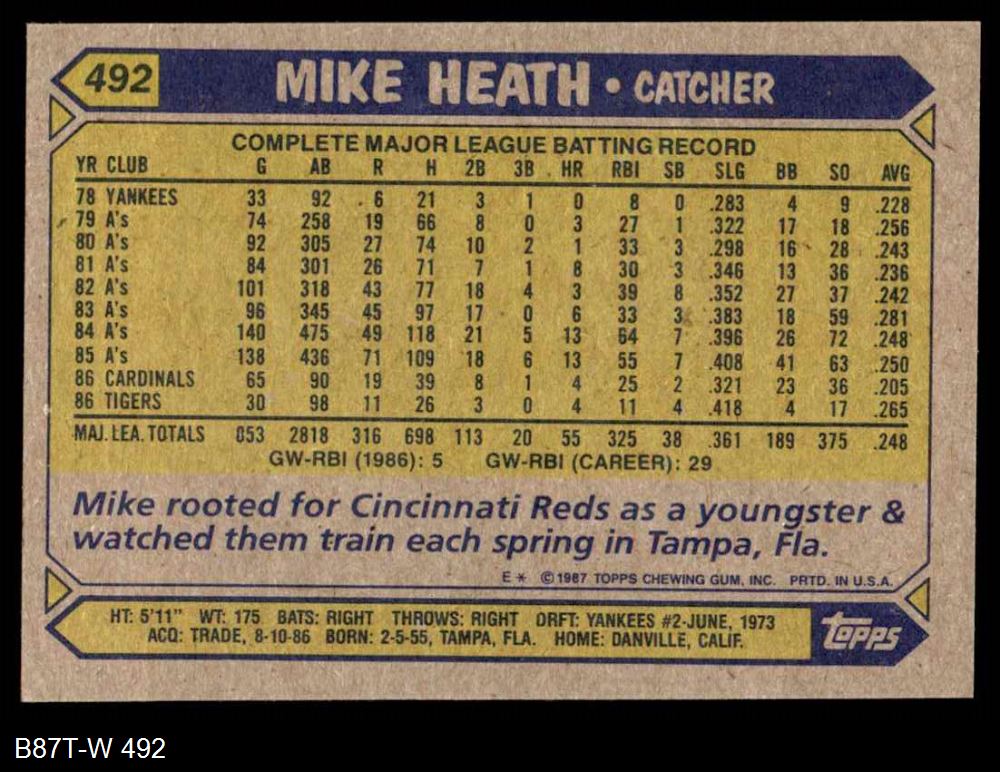 492
MIKE HEATH • CATCHER
COMPLETE MAJOR LEAGUE BATTING RECORD
YR CLUB G AB R H 2B 3B HR RBI SB SLG BB SO AVG
78 YANKEES 33 92 6 21 3 1 0 8 0 .283 4 9 .228
79 A's 74 258 19 66 8 0 3 27 1 .322 17 18 .256
80 A's 92 305 27 74 10 2 1 33 3 .298 16 28 .243
81 A's 84 301 26 71 7 1 8 30 3 .346 13 36 .236
82 A's 101 318 43 77 18 4 3 39 8 .352 27 37 .242
83 A's 96 345 45 97 17 0 6 33 3 .383 18 59 .281
84 A's 140 475 49 118 21 5 13 64 7 .396 26 72 .248
85 A's 138 436 71 109 18 6 13 55 7 .408 41 63 .250
86 CARDINALS 65 90 19 39 8 1 4 25 2 .321 23 36 .205
86 TIGERS 30 98 11 26 3 0 4 11 4 .418 4 17 .265
MAJ. LEA. TOTALS 853 2818 316 698 113 20 55 325 38 .361 189 375 .248
GW-RBI (1986): 5 GW-RBI (CAREER): 29
Mike rooted for Cincinnati Reds as a youngster &
watched them train each spring in Tampa, Fla.
E* ©1987 TOPPS CHEWING GUM, INC. PRTD. IN U.S.A.
HT: 5'11" WT: 175 BATS: RIGHT THROWS: RIGHT DRFT: YANKEES #2-JUNE, 1973
ACQ: TRADE, 8-10-86 BORN: 2-5-55, TAMPA, FLA. HOME: DANVILLE, CALIF.
topps
B87T-W 492